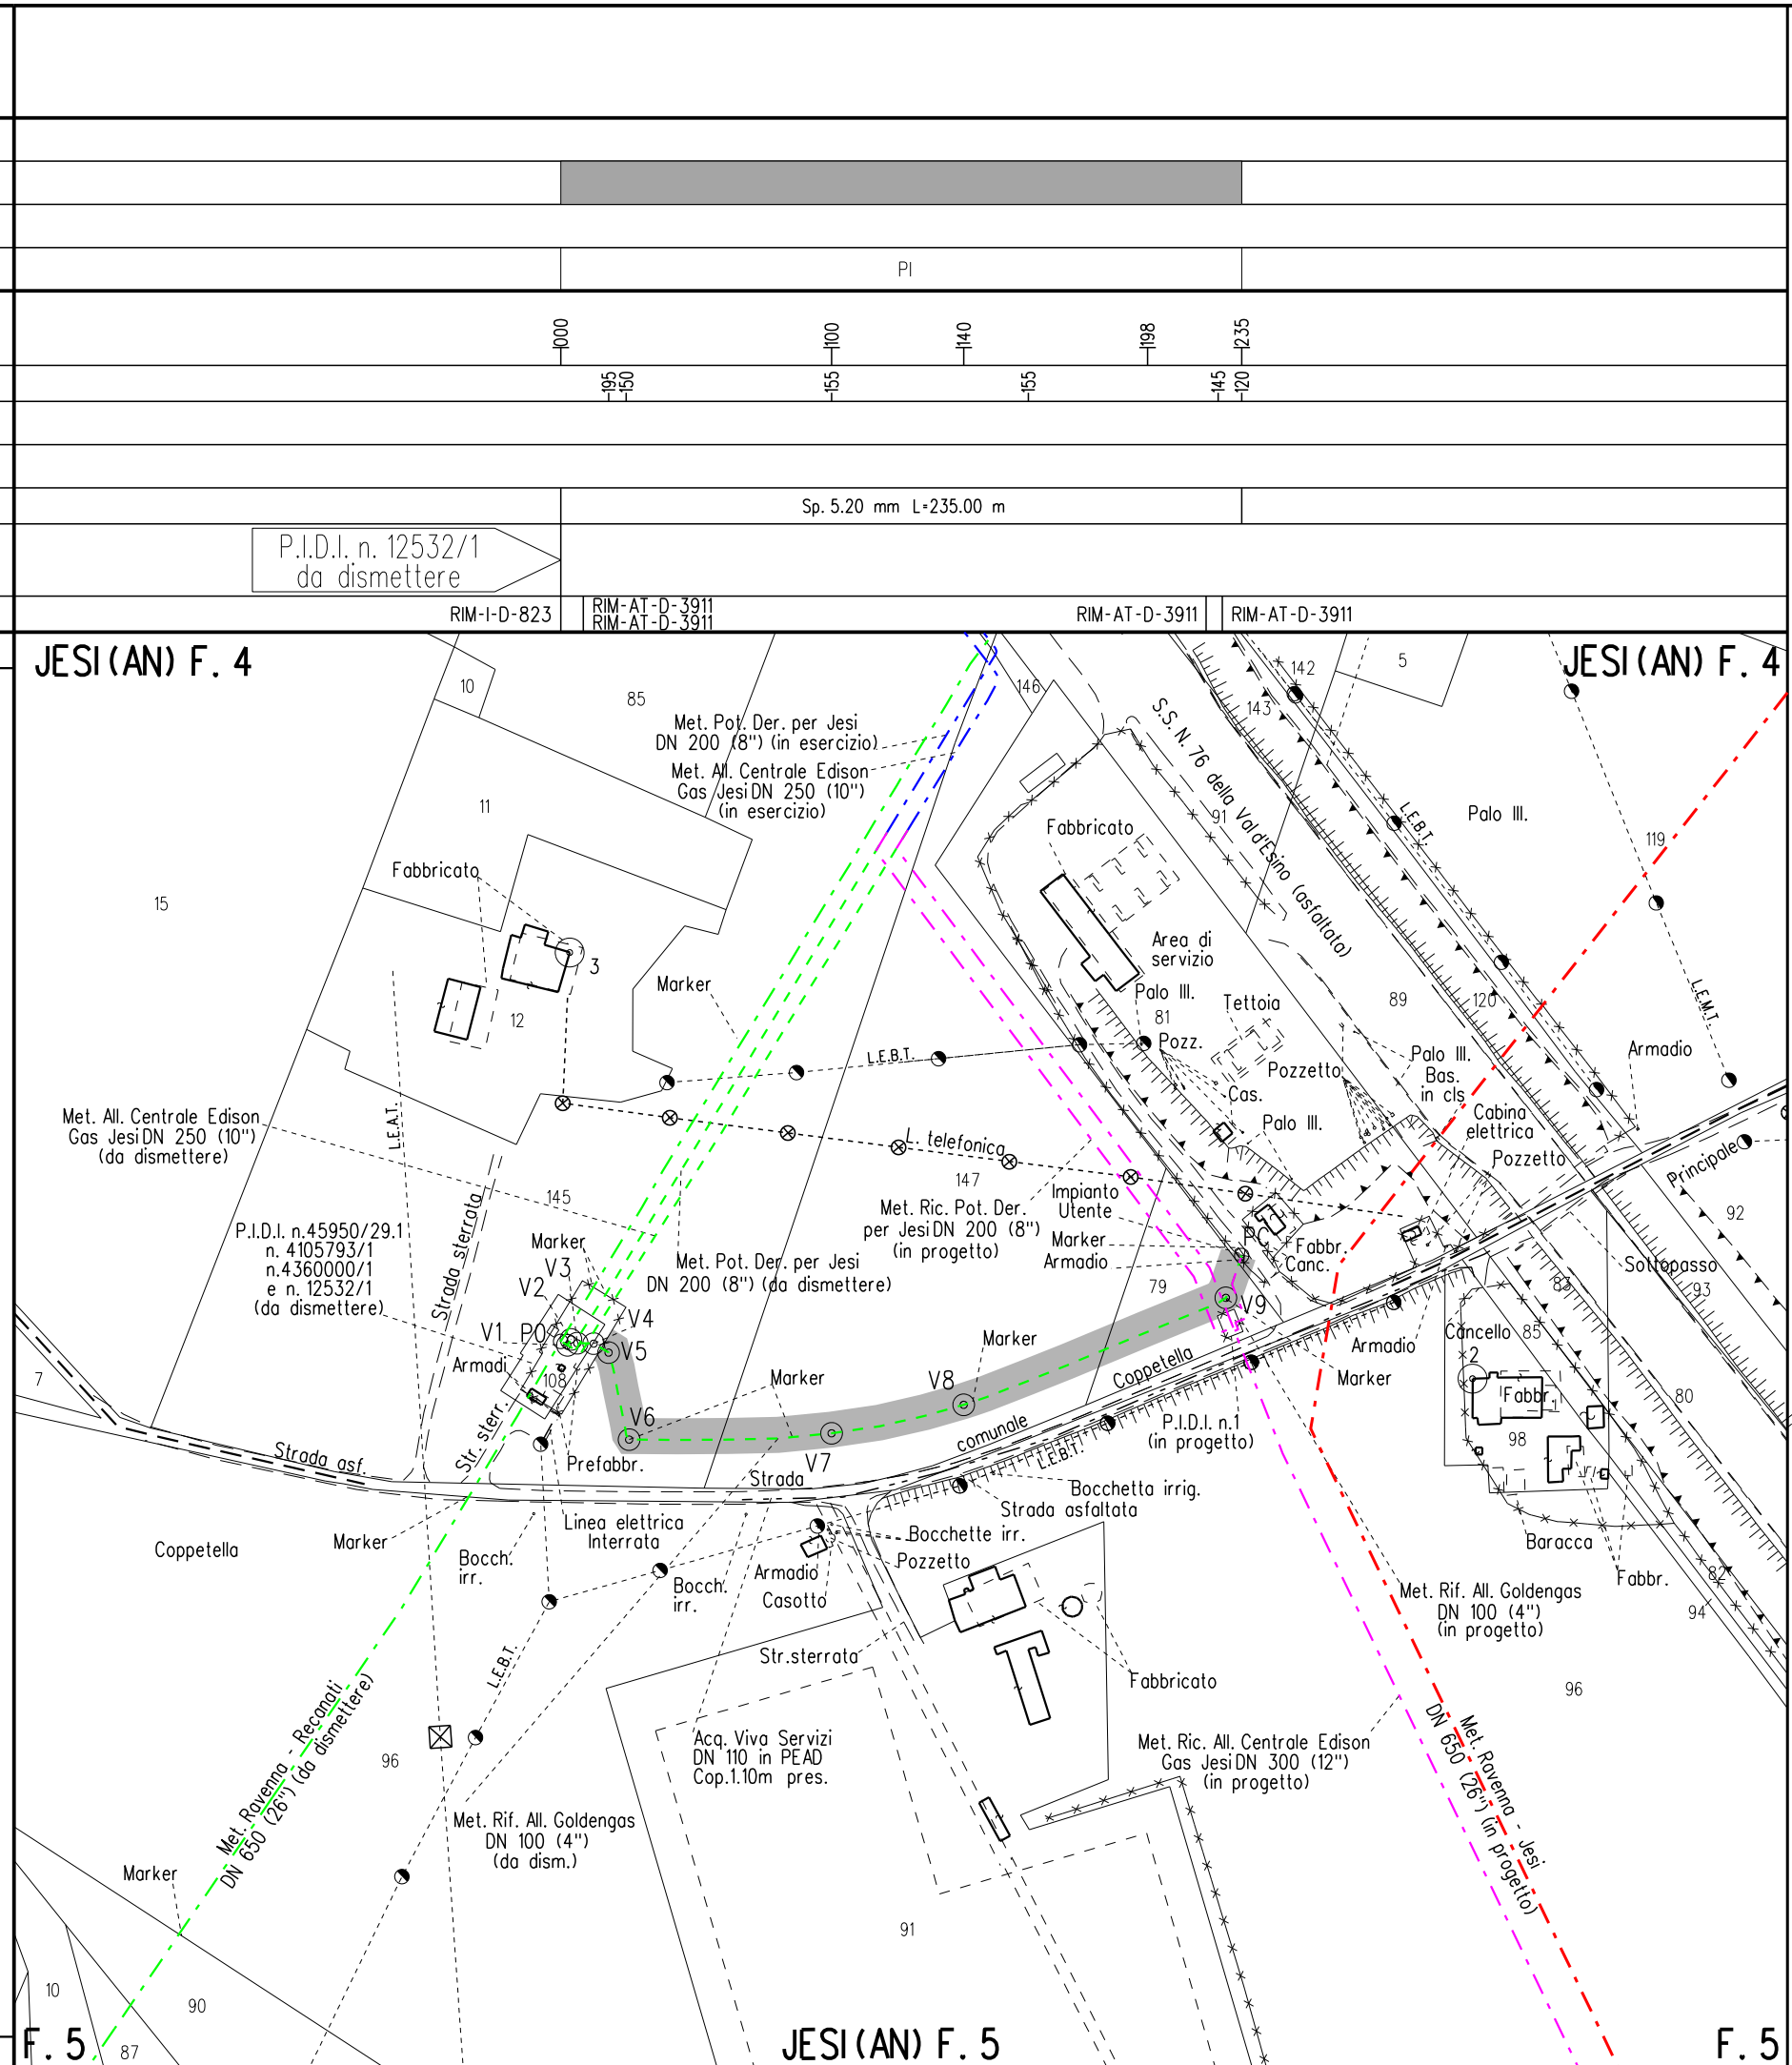 PI
000
100
140
198
235
195
150
155
155
145
120
Sp. 5.20 mm L=235.00 m
P.I.D.I. n. 12532/1
da dismettere
RIM-I-D-823
RIM-AT-D-3911
RIM-AT-D-3911
RIM-AT-D-3911
RIM-AT-D-3911
JESI (AN) F. 4
JESI (AN) F. 4
10
85
146
142
5
143
Met. Pot. Der. per Jesi
DN 200 (8") (in esercizio)
Met. All. Centrale Edison
Gas Jesi DN 250 (10")
(in esercizio)
S.S. N. 76 della Val d'Esino (asfaltata)
11
91
L.E.B.T.
Palo Ill.
119
Fabbricato
Fabbricato
15
3
Area di
servizio
Marker
Palo Ill.
81
Tettoia
89
120
L.E.M.T.
12
L.E.B.T.
Pozz.
Pozzetto
Palo Ill.
Bas.
in cls
Armadio
Cas.
Palo Ill.
Cabina
elettrica
Pozzetto
Met. All. Centrale Edison
Gas Jesi DN 250 (10")
(da dismettere)
L.E.A.T.
L. telefonica
147
145
Impianto
Utente
Principale
92
Met. Ric. Pot. Der.
per Jesi DN 200 (8")
(in progetto)
P.I.D.I. n.45950/29.1
n. 4105793/1
n.4360000/1
e n. 12532/1
(da dismettere)
Strada sterrata
Marker
Marker
Armadio
PC
Fabbr.
Canc.
Met. Pot. Der. per Jesi
DN 200 (8") (da dismettere)
V3
V2
79
Sottopasso
83
93
V1
P0
V4
V5
V9
Armadi
108
Marker
Coppetella
Armadio
Cancello
85
2
7
Marker
V8
Marker
Fabbr.
80
V6
V7
comunale
P.I.D.I. n.1
(in progetto)
98
Strada asf.
Str. sterr.
Prefabbr.
Strada
L.E.B.T.
Bocchetta irrig.
Strada asfaltata
Linea elettrica
Interrata
Bocchette irr.
Coppetella
Marker
Bocch.
irr.
Bocch.
irr.
Armadio
Casotto
Pozzetto
Baracca
Fabbr.
82
94
Met. Rif. All. Goldengas
DN 100 (4")
(in progetto)
L.E.B.T.
Str.sterrata
Fabbricato
96
Met. Ravenna - Recanati
DN 650 (26") (da dismettere)
Acq. Viva Servizi
DN 110 in PEAD
Cop.1.10m pres.
Met. Ric. All. Centrale Edison
Gas Jesi DN 300 (12")
(in progetto)
Met. Ravenna - Jesi
DN 650 (26") (in progetto)
96
Met. Rif. All. Goldengas
DN 100 (4")
(da dism.)
Marker
91
10
90
87
F. 5
JESI (AN) F. 5
F. 5